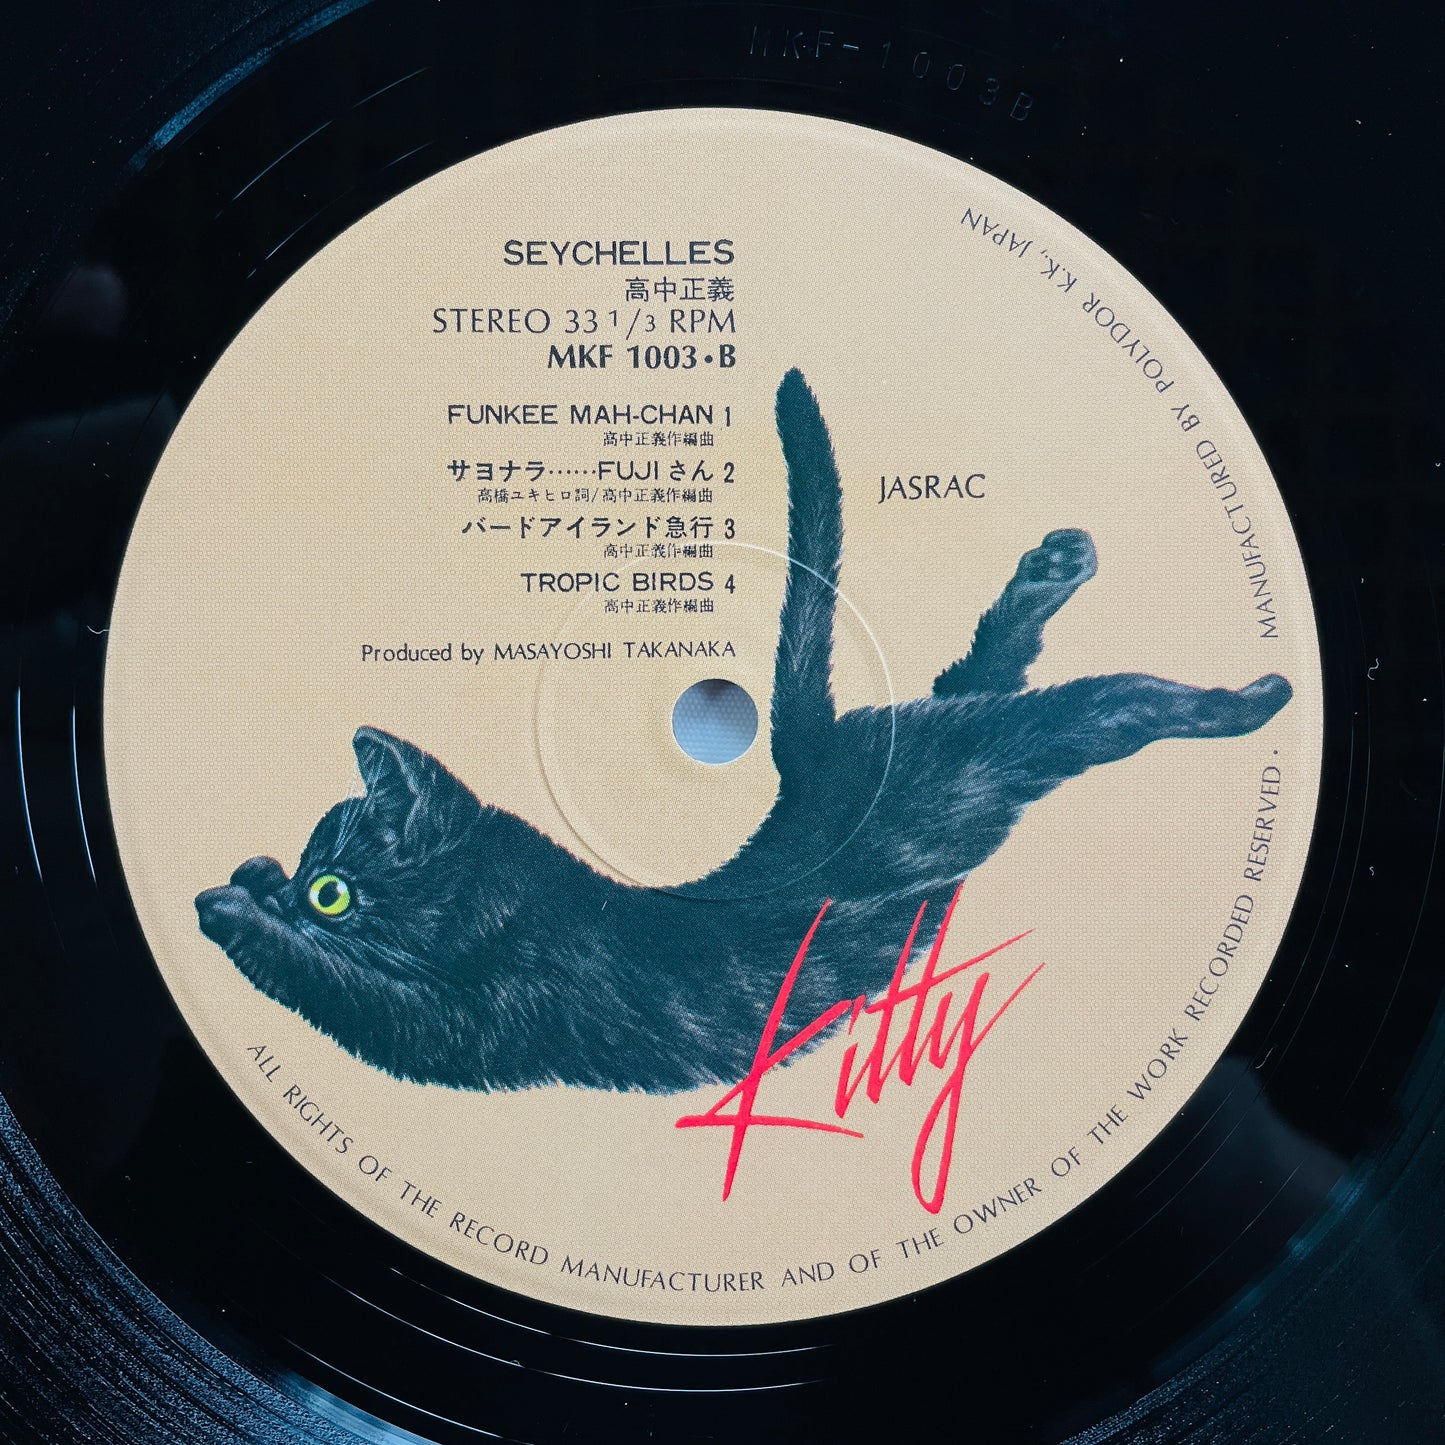 MKF-1003B
SEYCHELLES
高中正義
STEREO 33 1/3 RPM
MKF 1003・B
FUNKEE MAH-CHAN 1
高中正義作編曲
サヨナラ……FUJIさん 2
高橋ユキヒロ詞/高中正義作編曲
バードアイランド急行 3
高中正義作編曲
TROPIC BIRDS 4
高中正義作編曲
Produced by MASAYOSHI TAKANAKA
JASRAC
Kitty
MANUFACTURED BY POLYDOR K.K., JAPAN
ALL RIGHTS OF THE RECORD MANUFACTURER AND OF THE OWNER OF THE WORK RECORDED RESERVED.